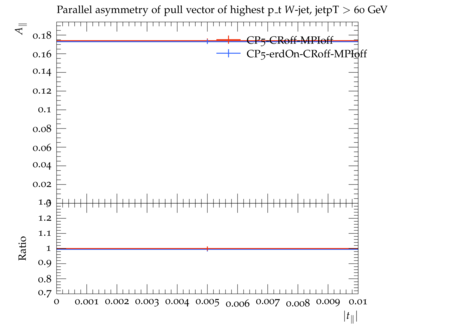 Parallel asymmetry of pull vector of highest p_t W-jet, jetpT > 60 GeV
A∥
0.18
0.16
0.14
0.12
0.1
0.08
0.06
0.04
0.02
0
CP5-CRoff-MPIoff
CP5-erdOn-CRoff-MPIoff
Ratio
1.3
1.2
1.1
1
0.9
0.8
0.7
0 0.001 0.002 0.003 0.004 0.005 0.006 0.007 0.008 0.009 0.01
|t∥|